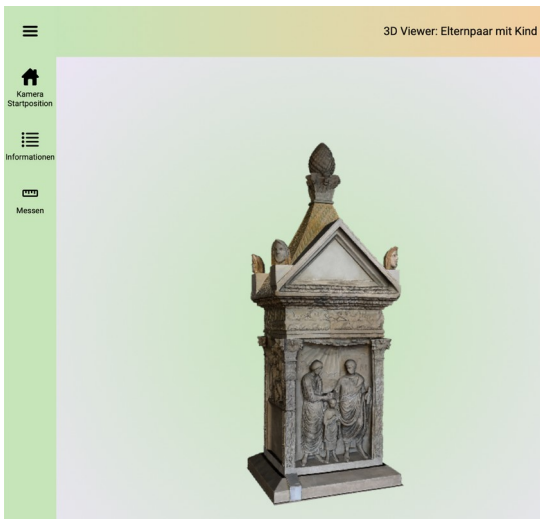 3D Viewer: Elternpaar mit Kind
Kamera
Startposition
Informationen
Messen